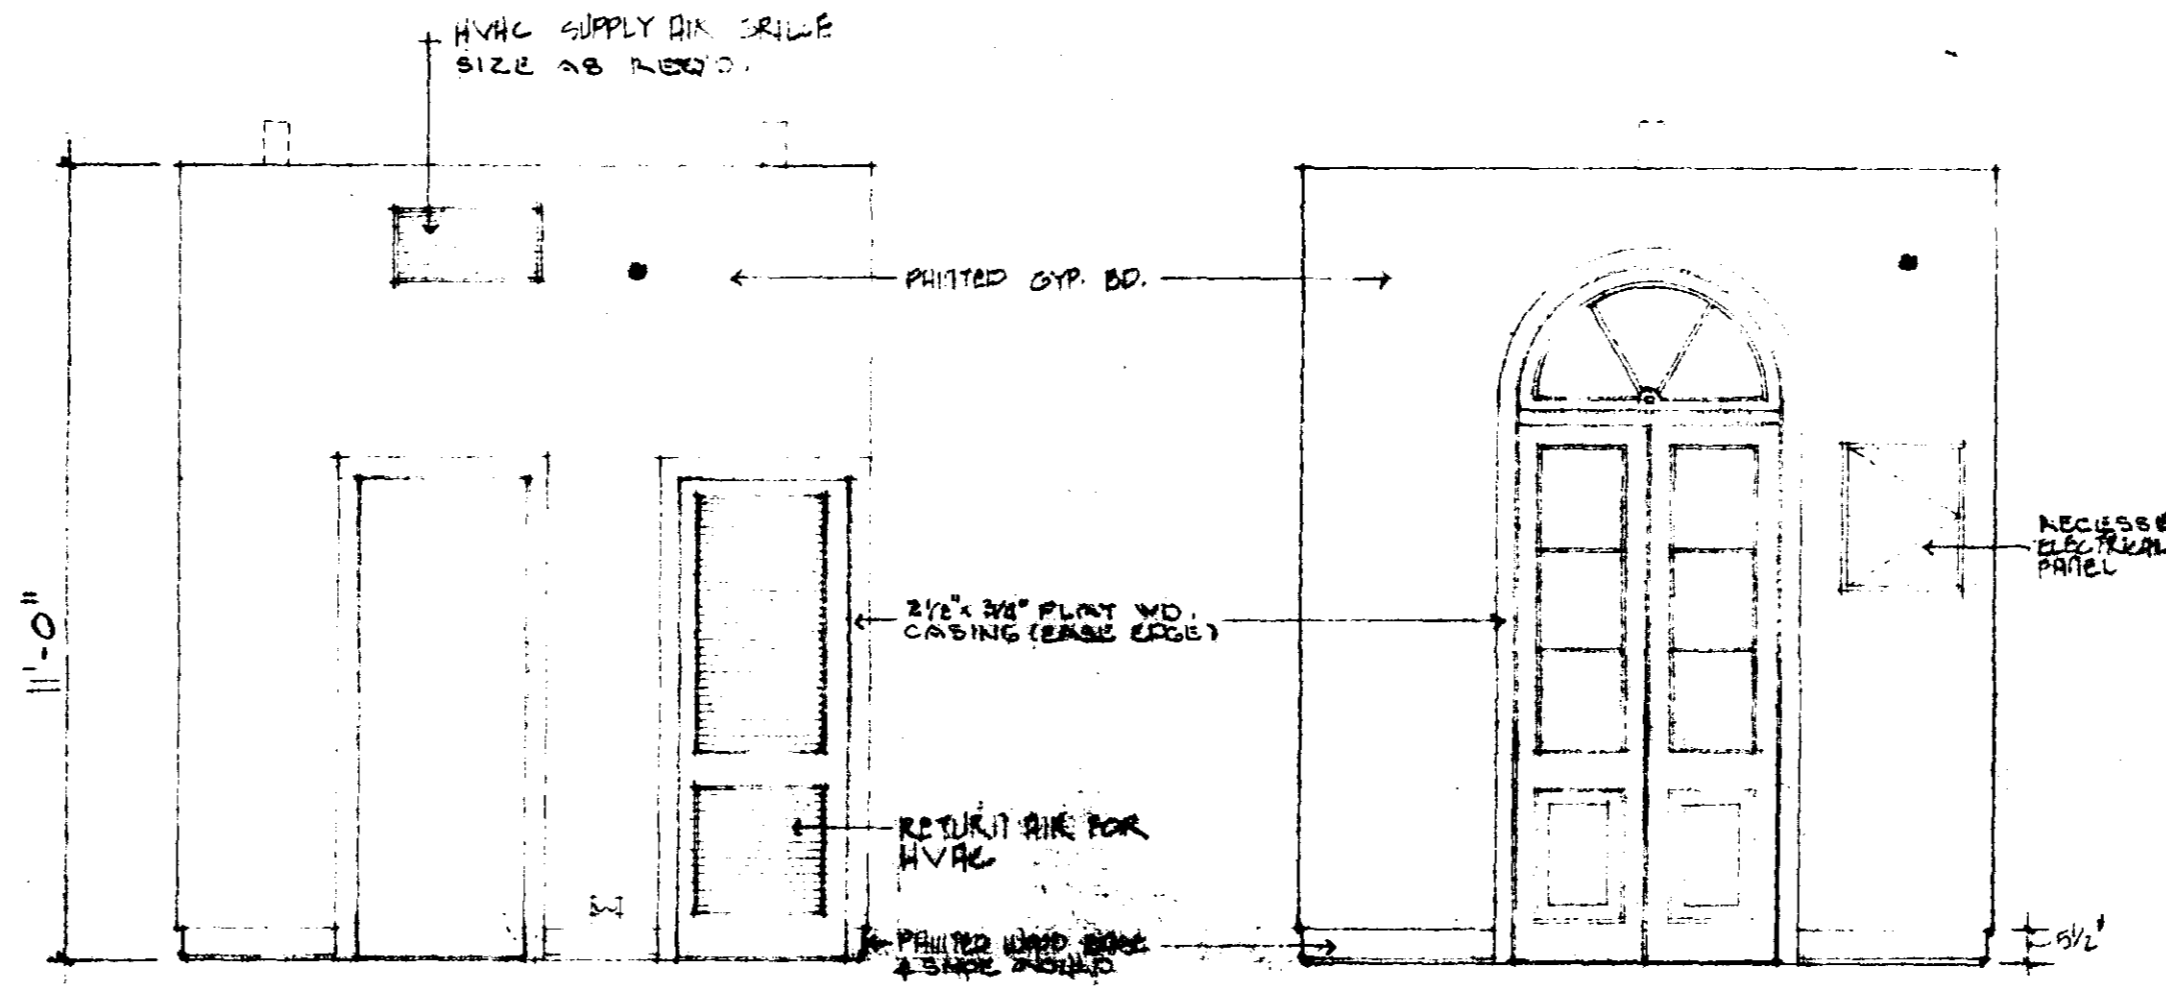 HVAC SUPPLY AIR GRILLE
SIZE AS REQ'D.
PAINTED GYP. BD.
11'-0"
RECESSED
ELECTRICAL
PANEL
2 1/2" x 3/4" FLAT WD.
CASING (EASE EDGE)
RETURN AIR FOR
HVAC
PAINTED WOOD BASE
& SHOE MOULD
5 1/2"